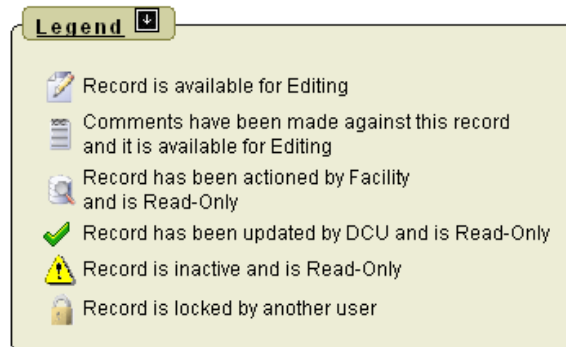 Legend
Record is available for Editing
Comments have been made against this record
and it is available for Editing
Record has been actioned by Facility
and is Read-Only
Record has been updated by DCU and is Read-Only
Record is inactive and is Read-Only
Record is locked by another user